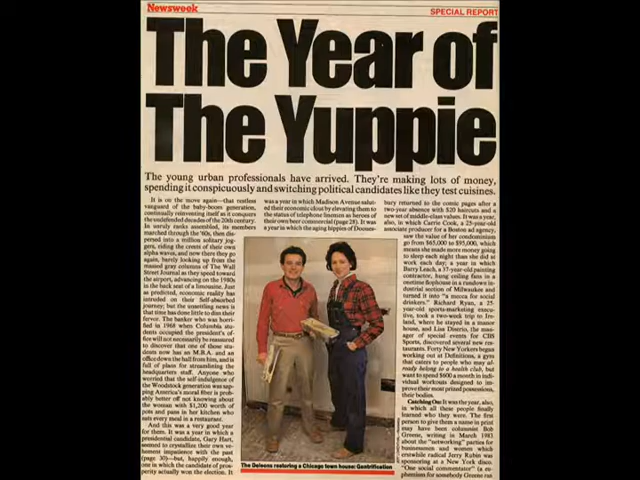 Newsweek
SPECIAL REPORT
The Year of
The Yuppie
The young urban professionals have arrived. They're making lots of money,
spending it conspicuously and switching political candidates like they test cuisines.
It is on the move again—that restless
vanguard of the baby-boom generation,
continually reinventing itself as it conquers
the undefended decades of the 20th century.
In unruly ranks assembled, its members
marched through the '60s, then dis-
persed into a million solitary jog-
gers, riding the crests of their own
alpha waves, and now there they go
again, barely looking up from the
massed gray columns of The Wall
Street Journal as they speed toward
the airport, advancing on the 1980s
in the back seat of a limousine. Just
as predicted, economic reality has
intruded on their self-absorbed
journey; but the unsettling news is
that time has done little to dim their
fervor. The banker who was horri-
fied in 1968 when Columbia stu-
dents occupied the president's of-
fice will not necessarily be reassured
to discover that one of those stu-
dents now has an M.B.A. and an
office down the hall from him, and is
full of plans for streamlining the
headquarters staff. Anyone who
worried that the self-indulgence of
the Woodstock generation was sap-
ping America's moral fiber is prob-
ably better off not knowing about
the woman with $1,200 worth of
pots and pans in her kitchen who
eats every meal in a restaurant.
And this was a very good year
for them. It was a year in which a
presidential candidate, Gary Hart,
seemed to crystallize their own ve-
hement impatience with the past
(page 30)—but, happily enough,
one in which the candidate of pros-
perity actually won the election. It
was a year in which Madison Avenue salut-
ed their economic clout by elevating them to
the status of telephone linemen as heroes of
their own beer commercial (page 28). It was
a year in which the aging hippies of Doones-
bury returned to the comic pages after a
two-year absence with $20 haircuts and a
new set of middle-class values. It was a year,
also, in which Carrie Cook, a 25-year-old
associate producer for a Boston ad agency,
saw the value of her condominium
go from $65,000 to $95,000, which
means she made more money going
to sleep each night than she did at
work each day; a year in which
Barry Leach, a 37-year-old painting
contractor, hung ceiling fans in a
onetime flophouse in a rundown in-
dustrial section of Milwaukee and
turned it into "a mecca for social
drinkers." Richard Ryan, a 25-
year-old sports-marketing execu-
tive, took a two-week trip to Ire-
land, where he stayed in a manor
house, and Lisa
of special events for CBS
Sports, discovered several new res-
taurants. Forty New Yorkers began
working out at Definitions, a gym
that caters to people who may al-
ready belong to a health club, but
want to spend $600 a month in indi-
vidual workouts designed to im-
prove their most prized possessions,
their bodies.
Catching On: It was the year, also,
in which all these people finally
learned who they were. The first
person to give them a name in print
may have been columnist Bob
Greene, writing in March 1983
about the "networking" parties for
businessmen and women which
erstwhile radical Jerry Rubin was
sponsoring at a New York disco.
"One social commentator" (a eu-
phemism for somebody Greene ran
The Deleons restoring a Chicago town house: Gentrification